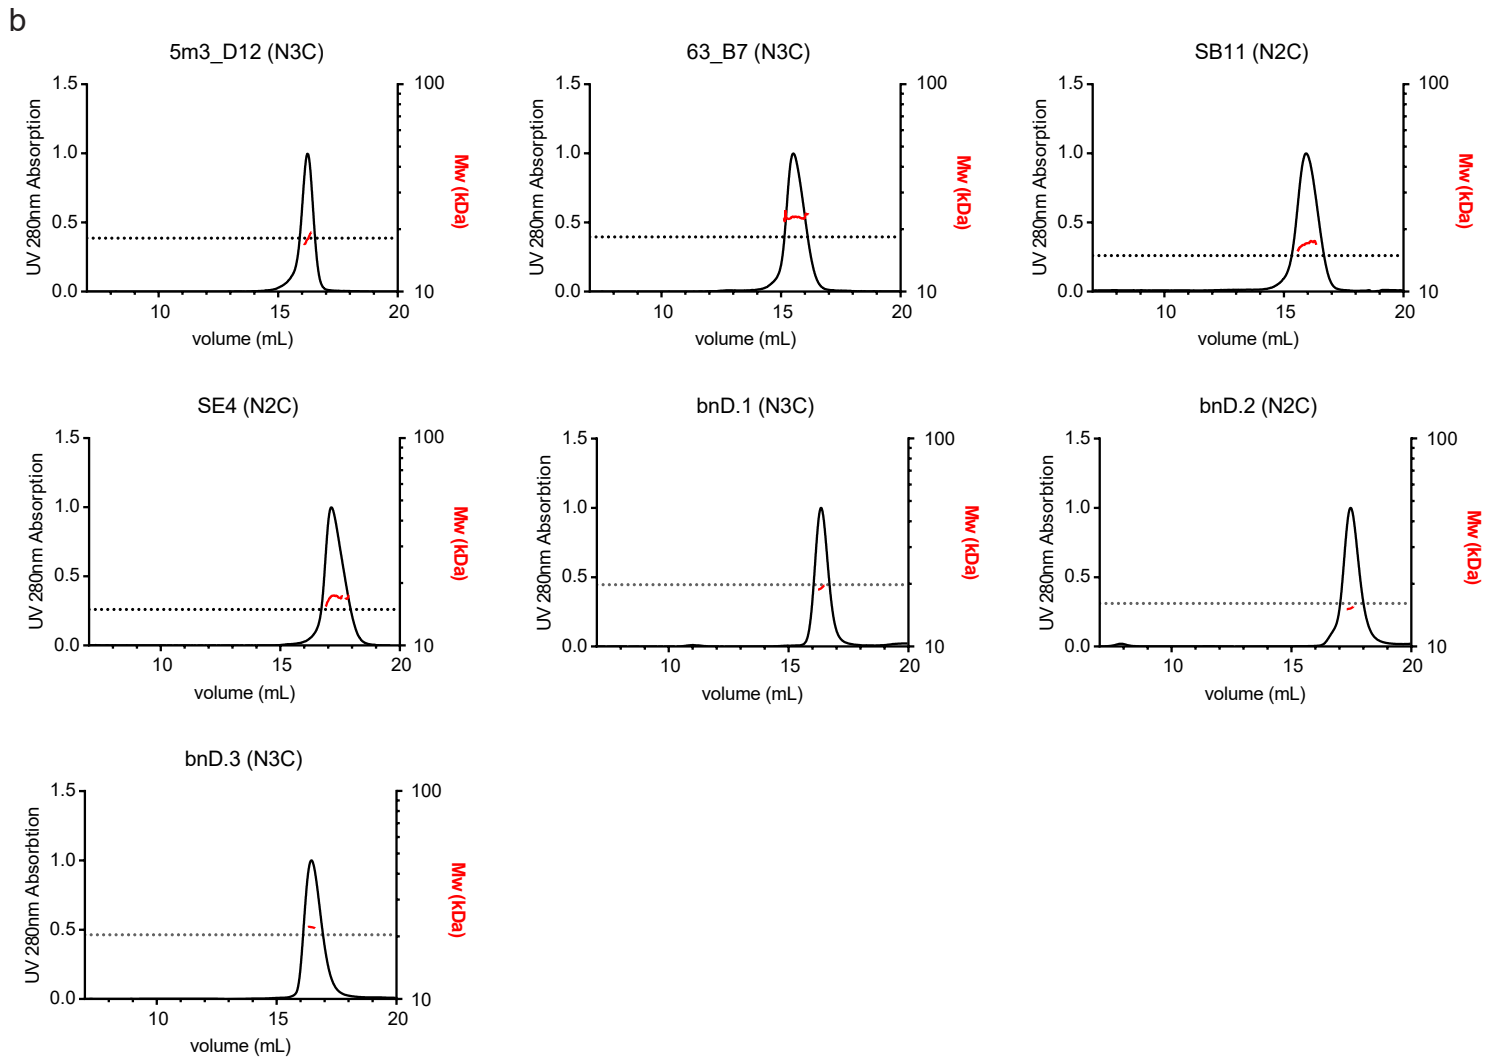 b
5m3_D12 (N3C)
63_B7 (N3C)
SB11 (N2C)
1.5
1.0
0.5
0.0
UV 280nm Absorption
100
10
Mw (kDa)
10
15
20
volume (mL)
1.5
1.0
0.5
0.0
UV 280nm Absorption
100
10
Mw (kDa)
10
15
20
volume (mL)
1.5
1.0
0.5
0.0
UV 280nm Absorption
100
10
Mw (kDa)
10
15
20
volume (mL)
SE4 (N2C)
bnD.1 (N3C)
bnD.2 (N2C)
1.5
1.0
0.5
0.0
UV 280nm Absorption
100
10
Mw (kDa)
10
15
20
volume (mL)
1.5
1.0
0.5
0.0
UV 280nm Absorbtion
100
10
Mw (kDa)
10
15
20
volume (mL)
1.5
1.0
0.5
0.0
UV 280nm Absorbtion
100
10
Mw (kDa)
10
15
20
volume (mL)
bnD.3 (N3C)
1.5
1.0
0.5
0.0
UV 280nm Absorbtion
100
10
Mw (kDa)
10
15
20
volume (mL)